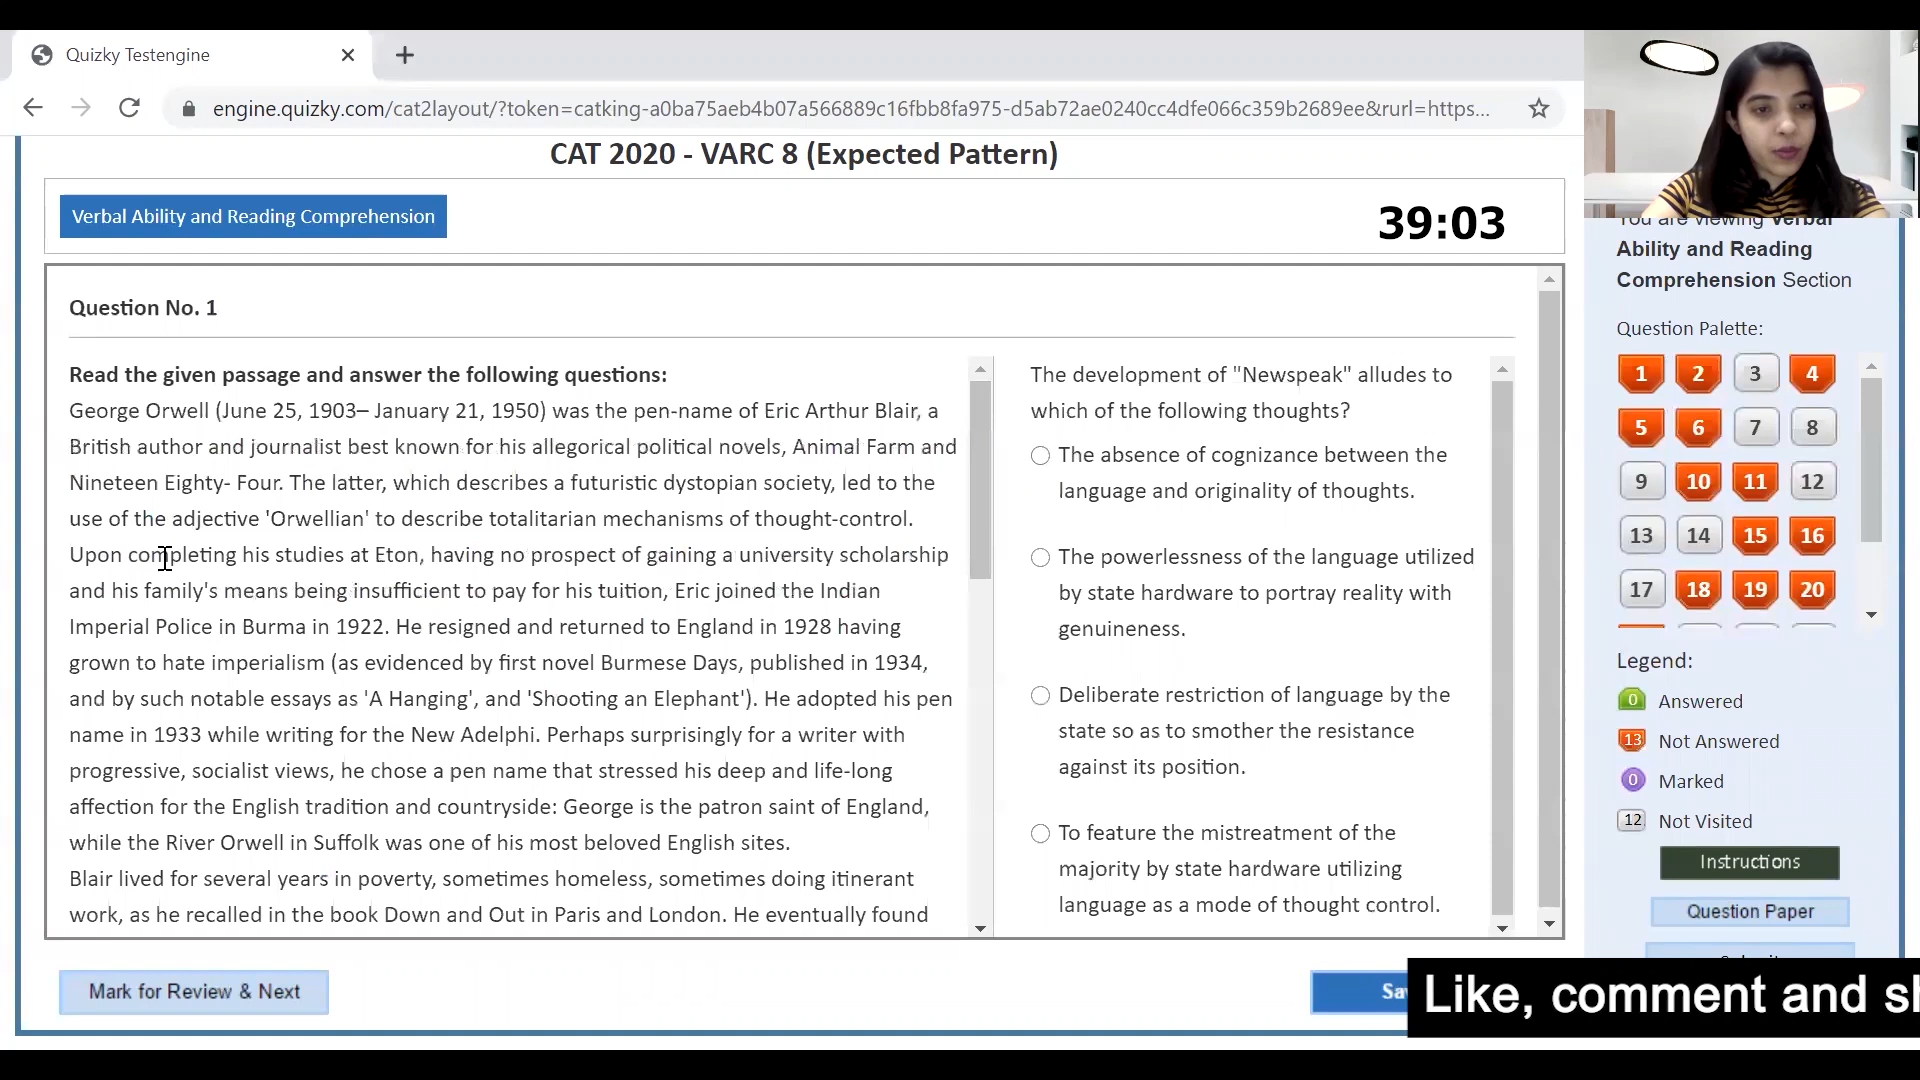 Quizky Testengine
engine.quizky.com/cat2layout/?token=catking-a0ba75aeb4b07a566889c16fbb8fa975-d5ab72ae0240cc4dfe066c359b2689ee&rurl=https...
CAT 2020 - VARC 8 (Expected Pattern)
Verbal Ability and Reading Comprehension
39:03
Question No. 1
Read the given passage and answer the following questions:
George Orwell (June 25, 1903– January 21, 1950) was the pen-name of Eric Arthur Blair, a
British author and journalist best known for his allegorical political novels, Animal Farm and
Nineteen Eighty- Four. The latter, which describes a futuristic dystopian society, led to the
use of the adjective 'Orwellian' to describe totalitarian mechanisms of thought-control.
Upon completing his studies at Eton, having no prospect of gaining a university scholarship
and his family's means being insufficient to pay for his tuition, Eric joined the Indian
Imperial Police in Burma in 1922. He resigned and returned to England in 1928 having
grown to hate imperialism (as evidenced by first novel Burmese Days, published in 1934,
and by such notable essays as 'A Hanging', and 'Shooting an Elephant'). He adopted his pen
name in 1933 while writing for the New Adelphi. Perhaps surprisingly for a writer with
progressive, socialist views, he chose a pen name that stressed his deep and life-long
affection for the English tradition and countryside: George is the patron saint of England,
while the River Orwell in Suffolk was one of his most beloved English sites.
Blair lived for several years in poverty, sometimes homeless, sometimes doing itinerant
work, as he recalled in the book Down and Out in Paris and London. He eventually found
The development of "Newspeak" alludes to
which of the following thoughts?
The absence of cognizance between the
language and originality of thoughts.
The powerlessness of the language utilized
by state hardware to portray reality with
genuineness.
Deliberate restriction of language by the
state so as to smother the resistance
against its position.
To feature the mistreatment of the
majority by state hardware utilizing
language as a mode of thought control.
Mark for Review & Next
Sa
You are viewing Verbal
Ability and Reading
Comprehension Section
Question Palette:
1 2 3 4
5 6 7 8
9 10 11 12
13 14 15 16
17 18 19 20
Legend:
0 Answered
13 Not Answered
0 Marked
12 Not Visited
Instructions
Question Paper
Like, comment and sh